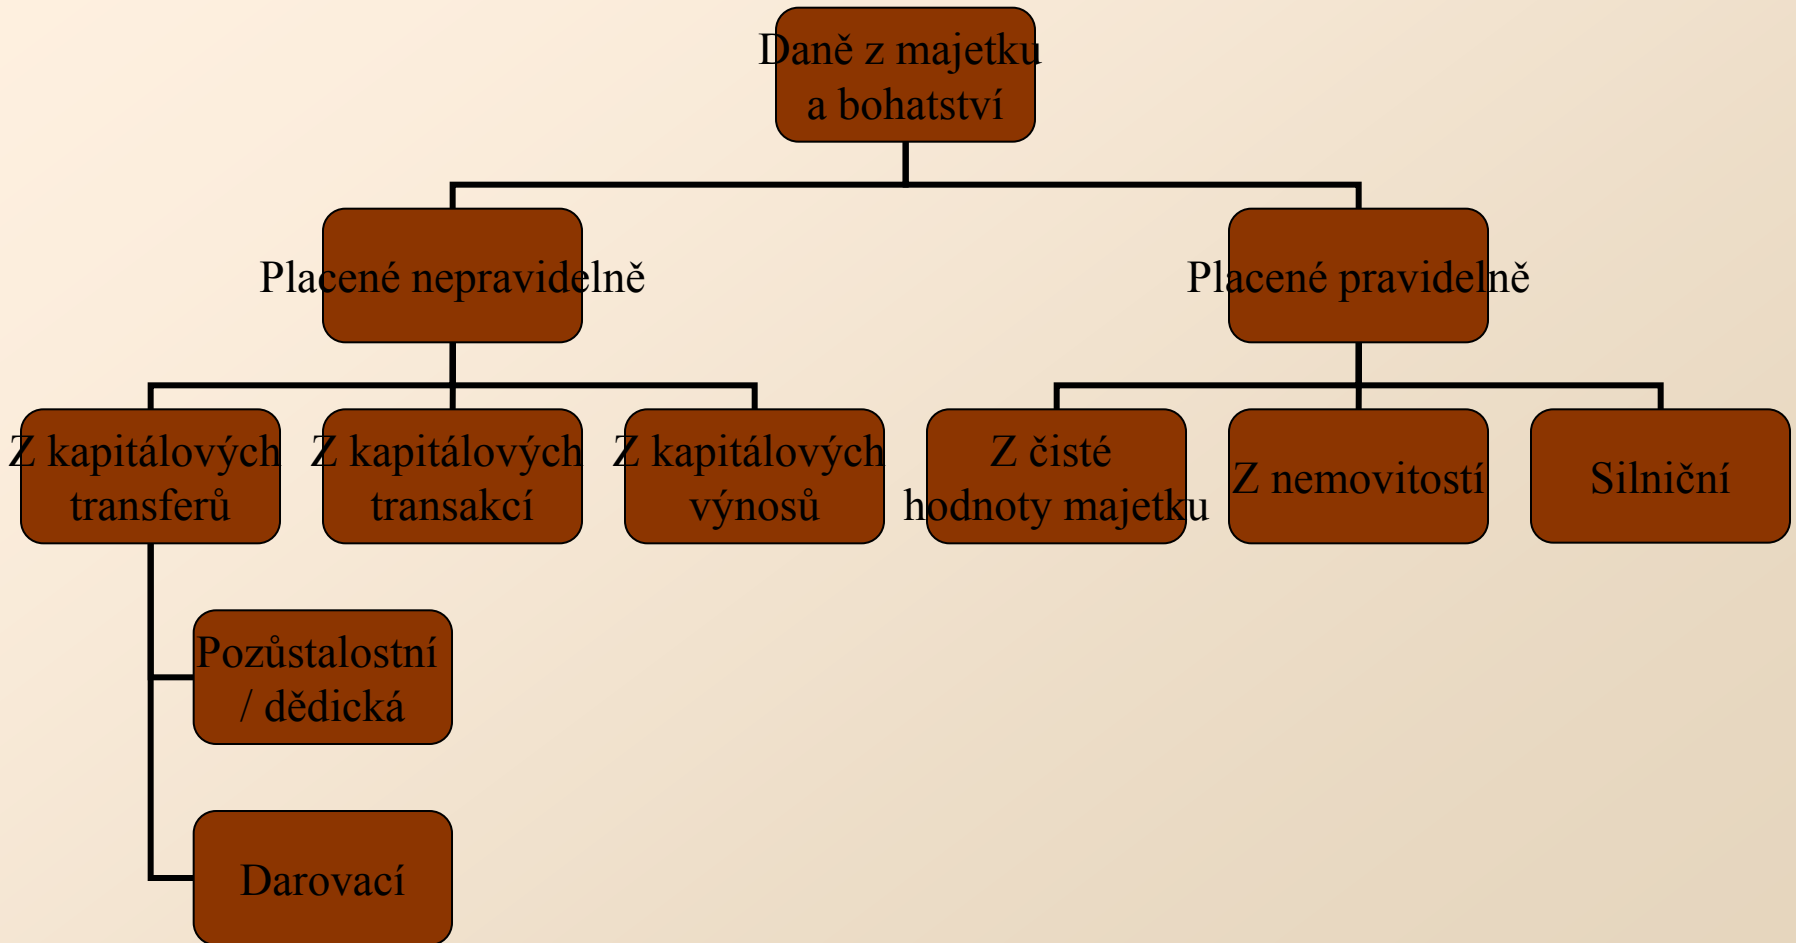 Daně z majetku
a bohatství
Placené nepravidelně
Placené pravidelně
Z kapitálových
transferů
Z kapitálových
transakcí
Z kapitálových
výnosů
Z čisté
hodnoty majetku
Z nemovitostí
Silniční
Pozůstalostní
/ dědická
Darovací